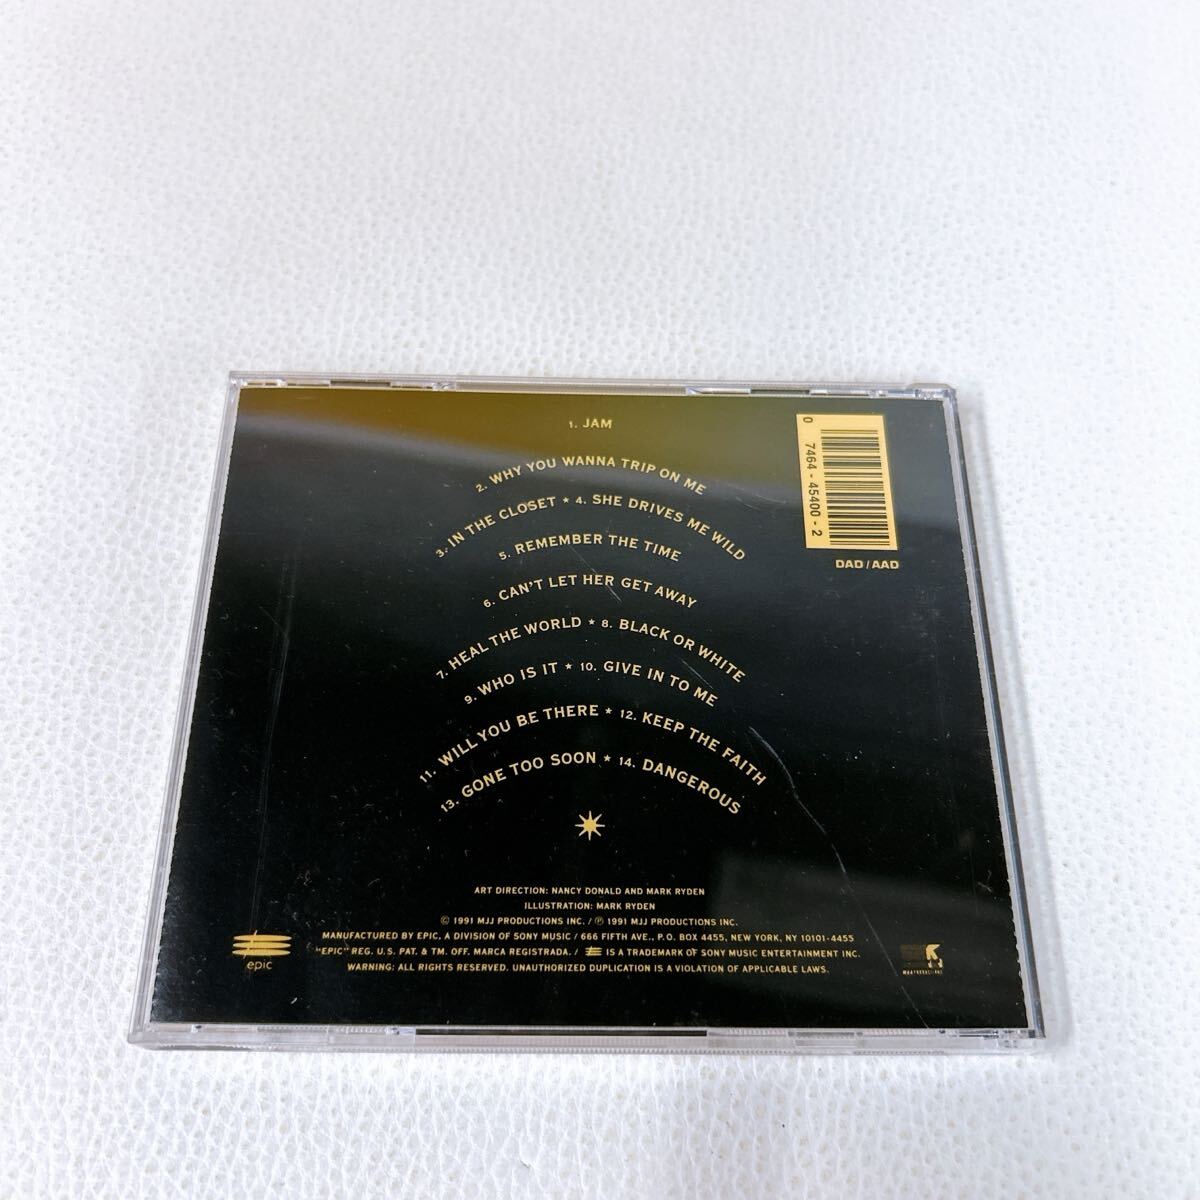 1. JAM
2. WHY YOU WANNA TRIP ON ME
3. IN THE CLOSET ★ 4. SHE DRIVES ME WILD
5. REMEMBER THE TIME
6. CAN'T LET HER GET AWAY
7. HEAL THE WORLD ★ 8. BLACK OR WHITE
9. WHO IS IT ★ 10. GIVE IN TO ME
11. WILL YOU BE THERE ★ 12. KEEP THE FAITH
13. GONE TOO SOON ★ 14. DANGEROUS
0 7464-45400-2
DAD/AAD
ART DIRECTION: NANCY DONALD AND MARK RYDEN
ILLUSTRATION: MARK RYDEN
© 1991 MJJ PRODUCTIONS INC. / ℗ 1991 MJJ PRODUCTIONS INC.
MANUFACTURED BY EPIC, A DIVISION OF SONY MUSIC / 666 FIFTH AVE., P.O. BOX 4455, NEW YORK, NY 10101-4455
"EPIC" REG. U.S. PAT. & TM. OFF. MARCA REGISTRADA. / IS A TRADEMARK OF SONY MUSIC ENTERTAINMENT INC.
WARNING: ALL RIGHTS RESERVED. UNAUTHORIZED DUPLICATION IS A VIOLATION OF APPLICABLE LAWS.
epic